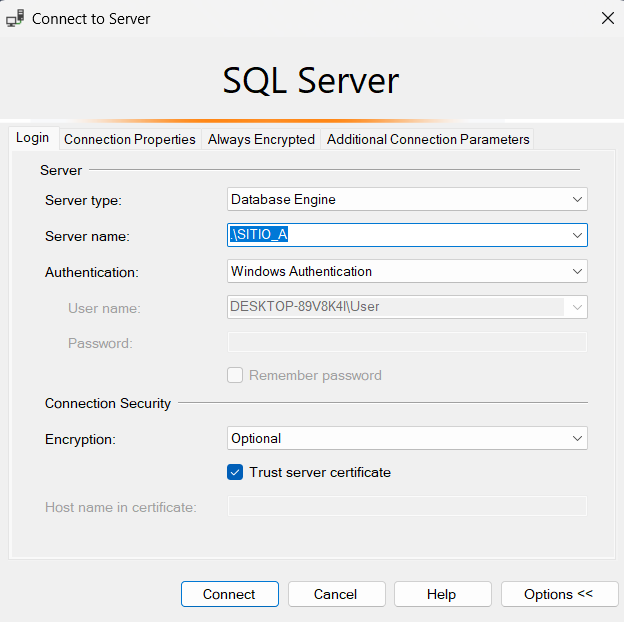 Connect to Server
SQL Server
Login Connection Properties Always Encrypted Additional Connection Parameters
Server
Server type: Database Engine
Server name: .\SITIO_A
Authentication: Windows Authentication
User name: DESKTOP-89V8K4I\User
Password:
Remember password
Connection Security
Encryption: Optional
Trust server certificate
Host name in certificate:
Connect Cancel Help Options <<